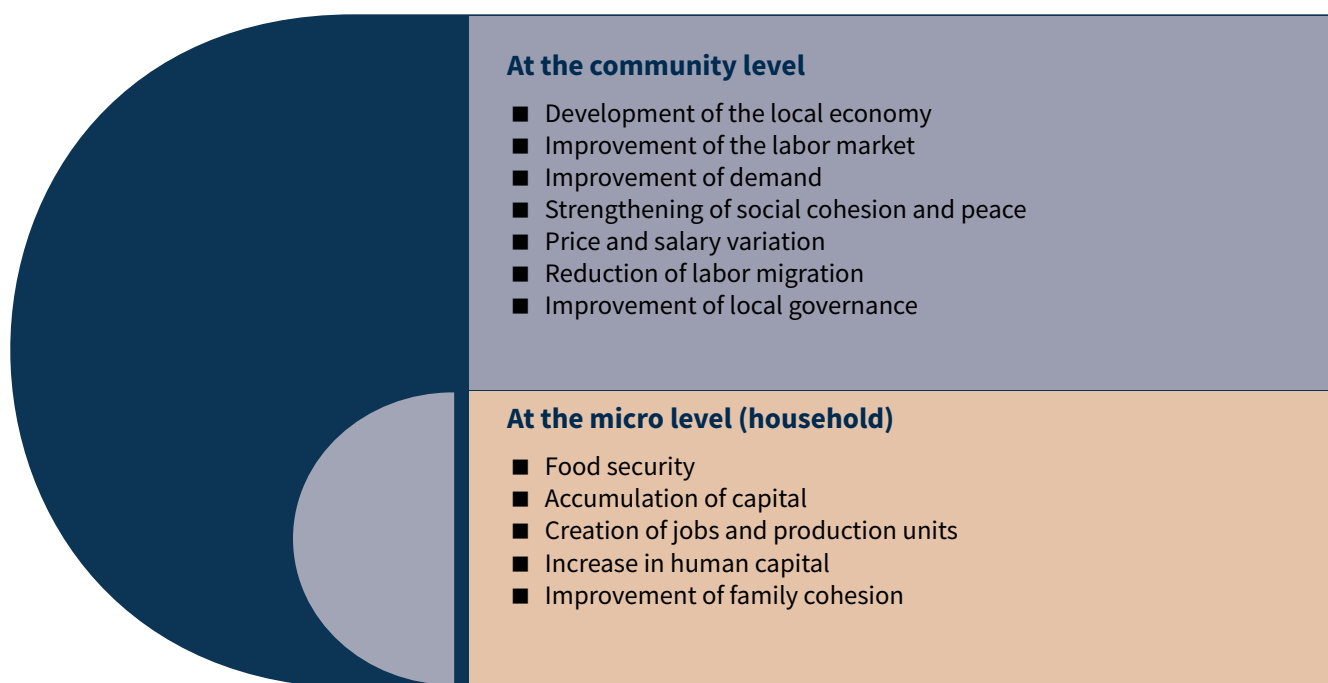 At the community level
■ Development of the local economy
■ Improvement of the labor market
■ Improvement of demand
■ Strengthening of social cohesion and peace
■ Price and salary variation
■ Reduction of labor migration
■ Improvement of local governance
At the micro level (household)
■ Food security
■ Accumulation of capital
■ Creation of jobs and production units
■ Increase in human capital
■ Improvement of family cohesion